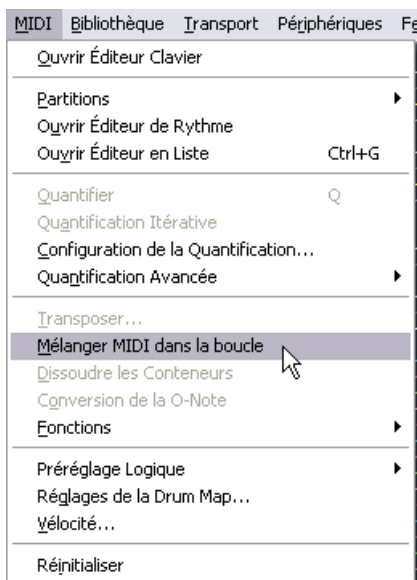 MIDI Bibliothèque Transport Périphériques Fe
Ouvrir Éditeur Clavier
Partitions
Ouvrir Éditeur de Rythme
Ouvrir Éditeur en Liste Ctrl+G
Quantifier Q
Quantification Itérative
Configuration de la Quantification...
Quantification Avancée
Transposer...
Mélanger MIDI dans la boucle
Dissoudre les Conteneurs
Conversion de la O-Note
Fonctions
Préréglage Logique
Réglages de la Drum Map...
Vélocité...
Réinitialiser